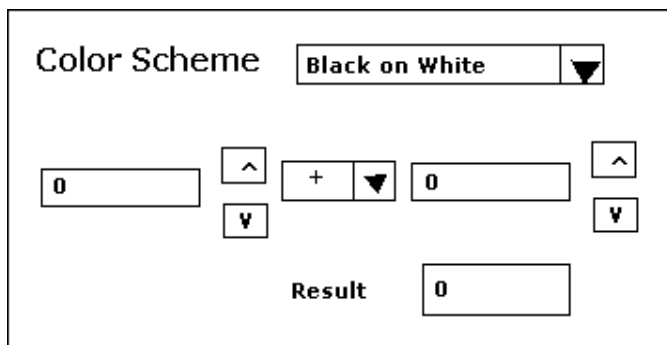 Color Scheme Black on White
0 ^ + 0 ^
v v
Result 0